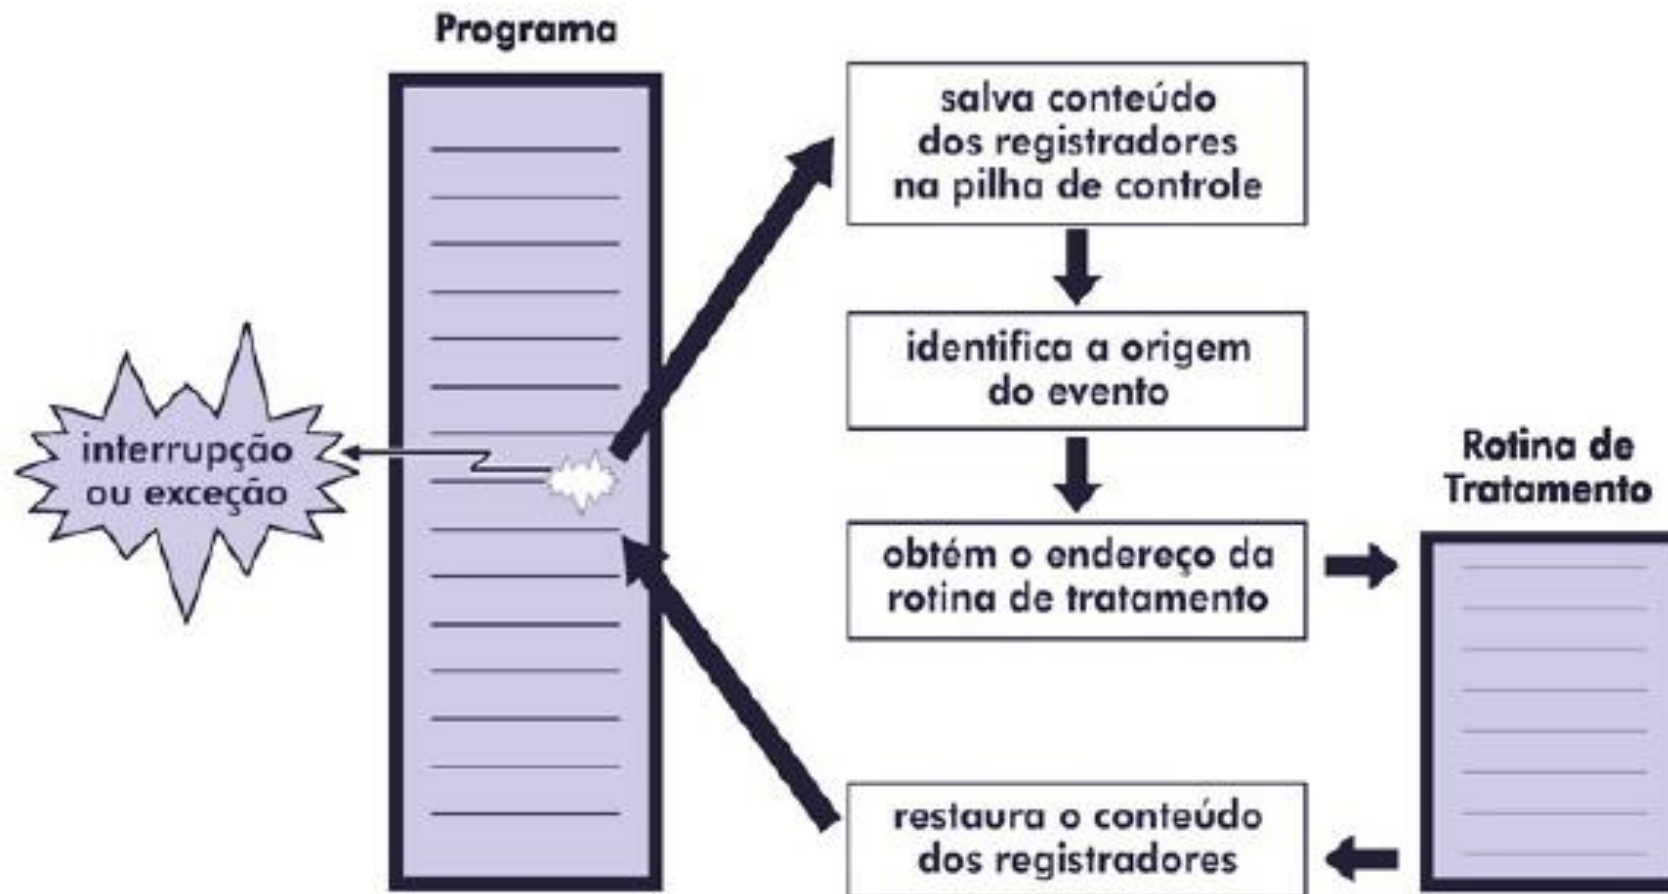 Programa
salva conteúdo
dos registradores
na pilha de controle
identifica a origem
do evento
interrupção
ou exceção
Rotina de
Tratamento
obtém o endereço da
rotina de tratamento
restaura o conteúdo
dos registradores